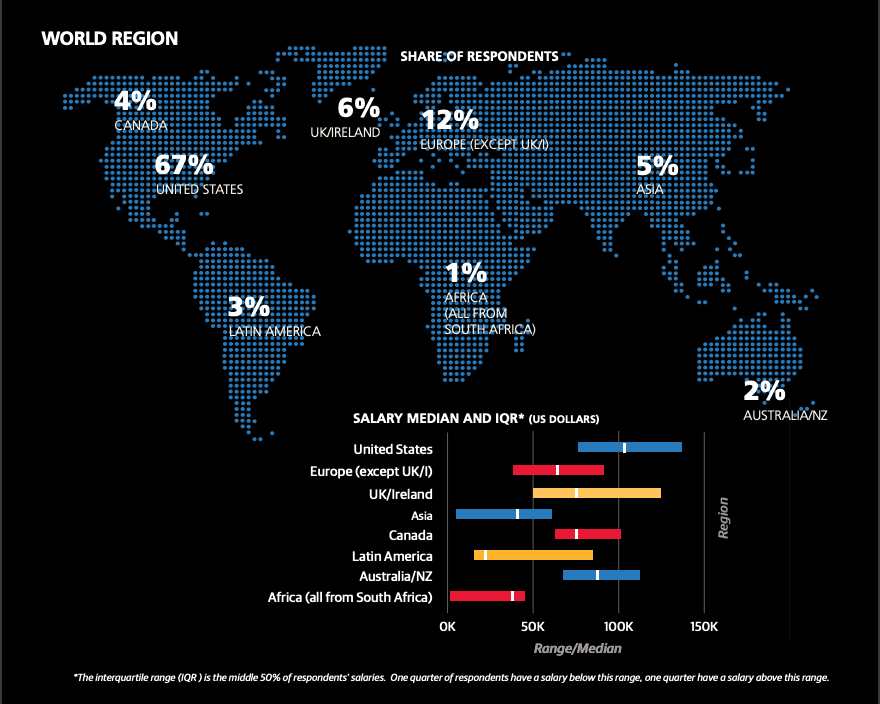 WORLD REGION
SHARE OF RESPONDENTS
4%
CANADA
6%
UK/IRELAND
12%
EUROPE (EXCEPT UK/I)
67%
UNITED STATES
5%
ASIA
1%
AFRICA
(ALL FROM
SOUTH AFRICA)
3%
LATIN AMERICA
2%
AUSTRALIA/NZ
SALARY MEDIAN AND IQR* (US DOLLARS)
United States
Europe (except UK/I)
UK/Ireland
Asia
Canada
Latin America
Australia/NZ
Africa (all from South Africa)
Region
0K 50K 100K 150K
Range/Median
*The interquartile range (IQR ) is the middle 50% of respondents' salaries. One quarter of respondents have a salary below this range, one quarter have a salary above this range.